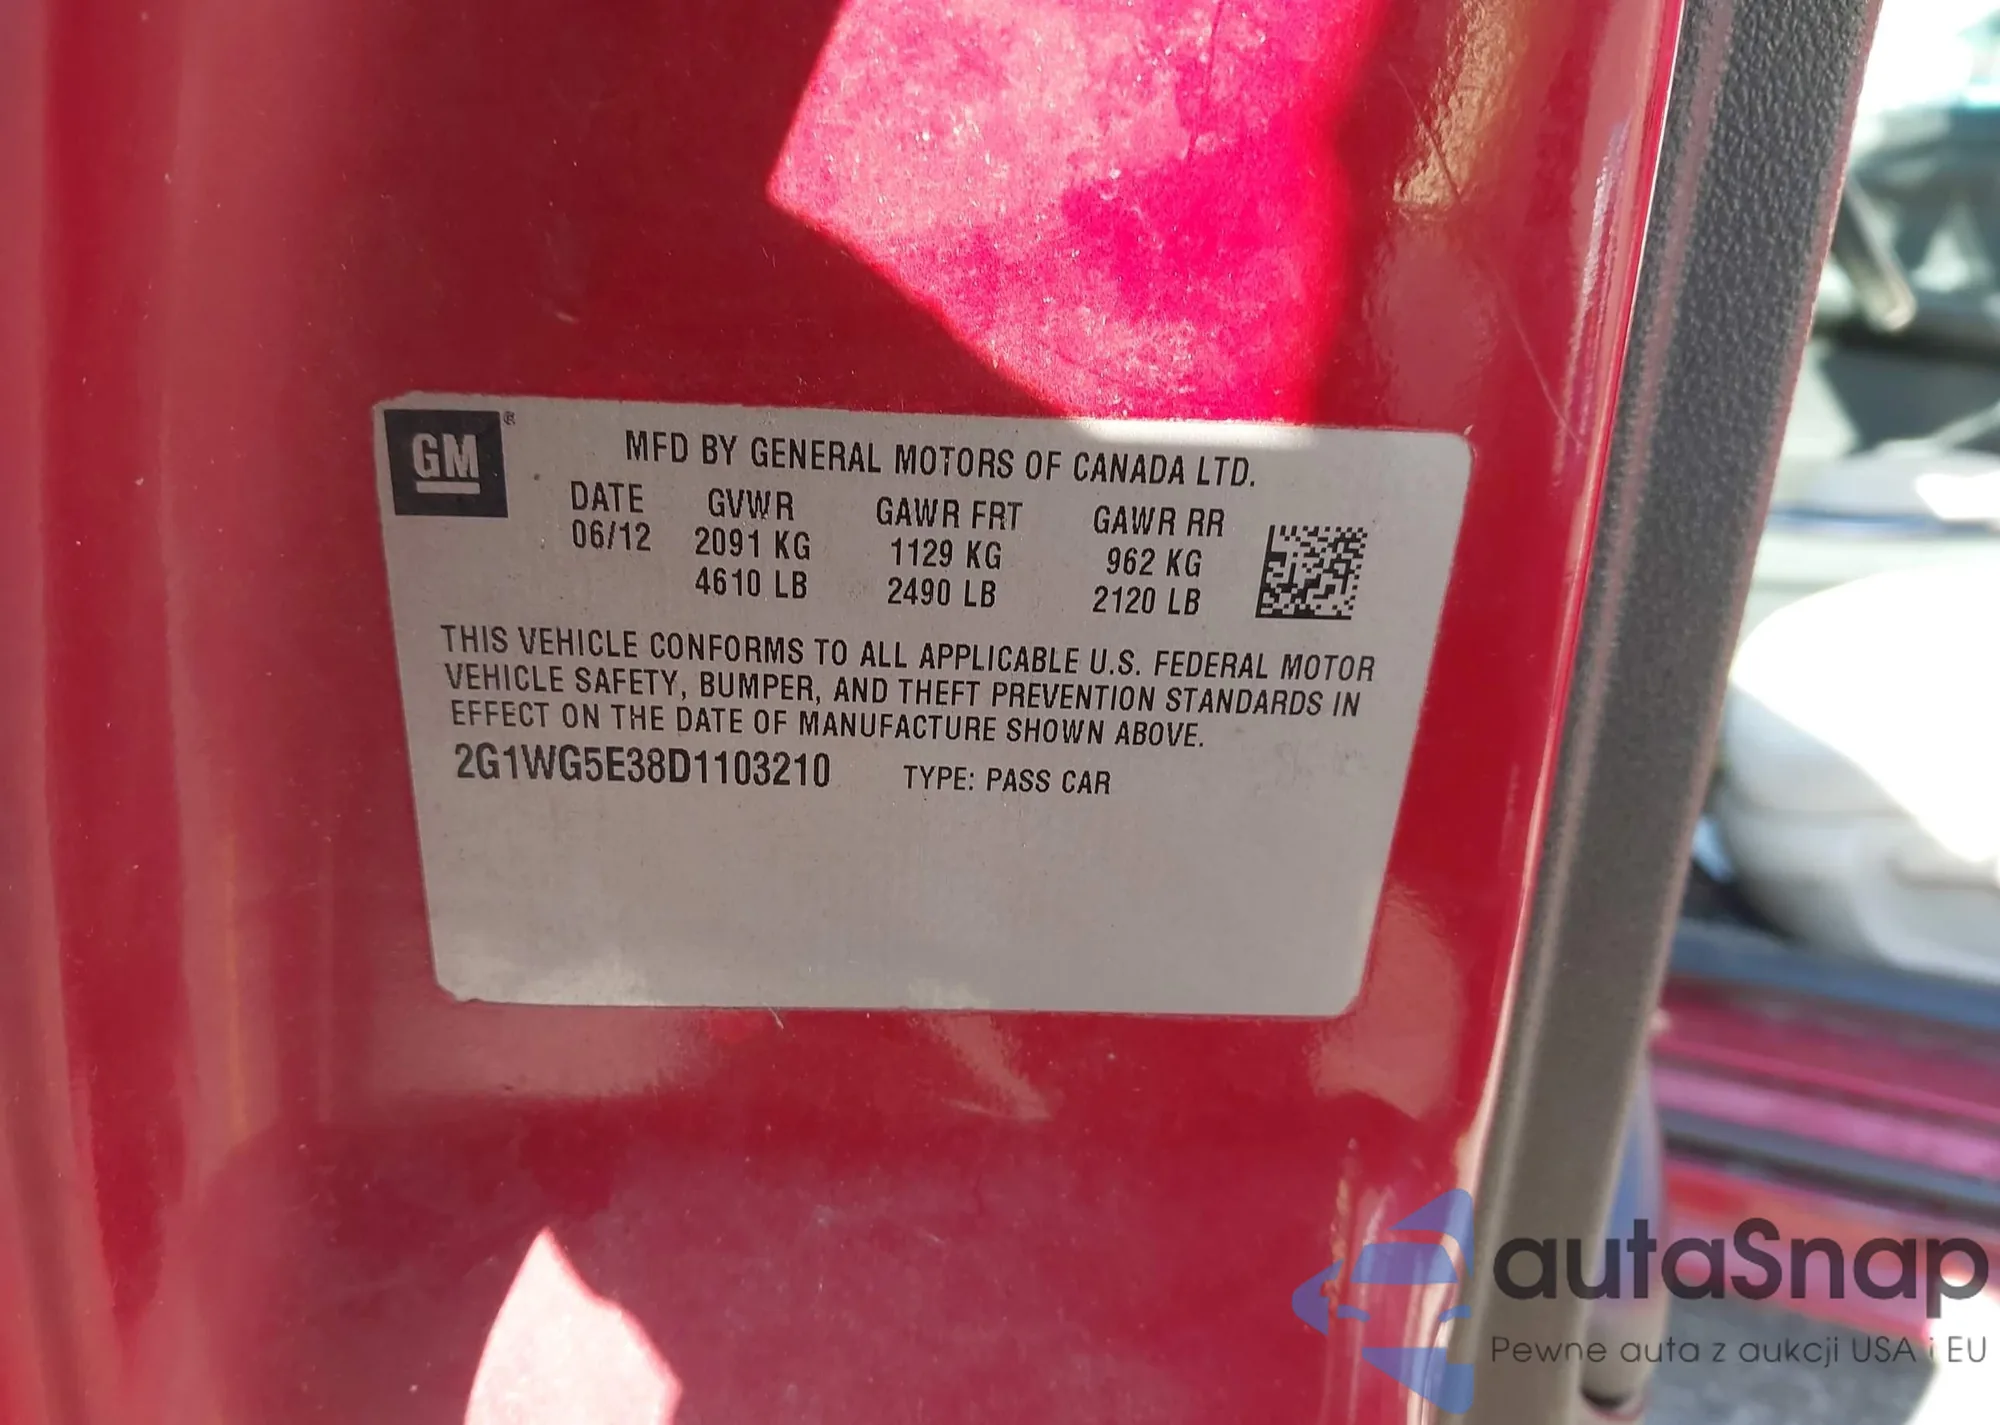 GM ®
MFD BY GENERAL MOTORS OF CANADA LTD.
DATE GVWR GAWR FRT GAWR RR
06/12 2091 KG 1129 KG 962 KG
4610 LB 2490 LB 2120 LB
THIS VEHICLE CONFORMS TO ALL APPLICABLE U.S. FEDERAL MOTOR
VEHICLE SAFETY, BUMPER, AND THEFT PREVENTION STANDARDS IN
EFFECT ON THE DATE OF MANUFACTURE SHOWN ABOVE.
2G1WG5E38D1103210 TYPE: PASS CAR
autaSnap
Pewne auta z aukcji USA i EU